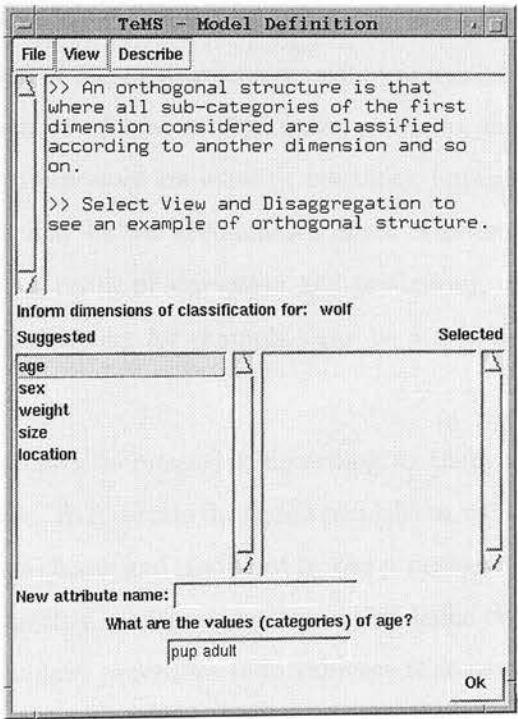 TeMS - Model Definition
File View Describe
>> An orthogonal structure is that
where all sub-categories of the first
dimension considered are classified
according to another dimension and so
on.
>> Select View and Disaggregation to
see an example of orthogonal structure.
Inform dimensions of classification for: wolf
Suggested Selected
age
sex
weight
size
location
New attribute name:
What are the values (categories) of age?
pup adult
Ok